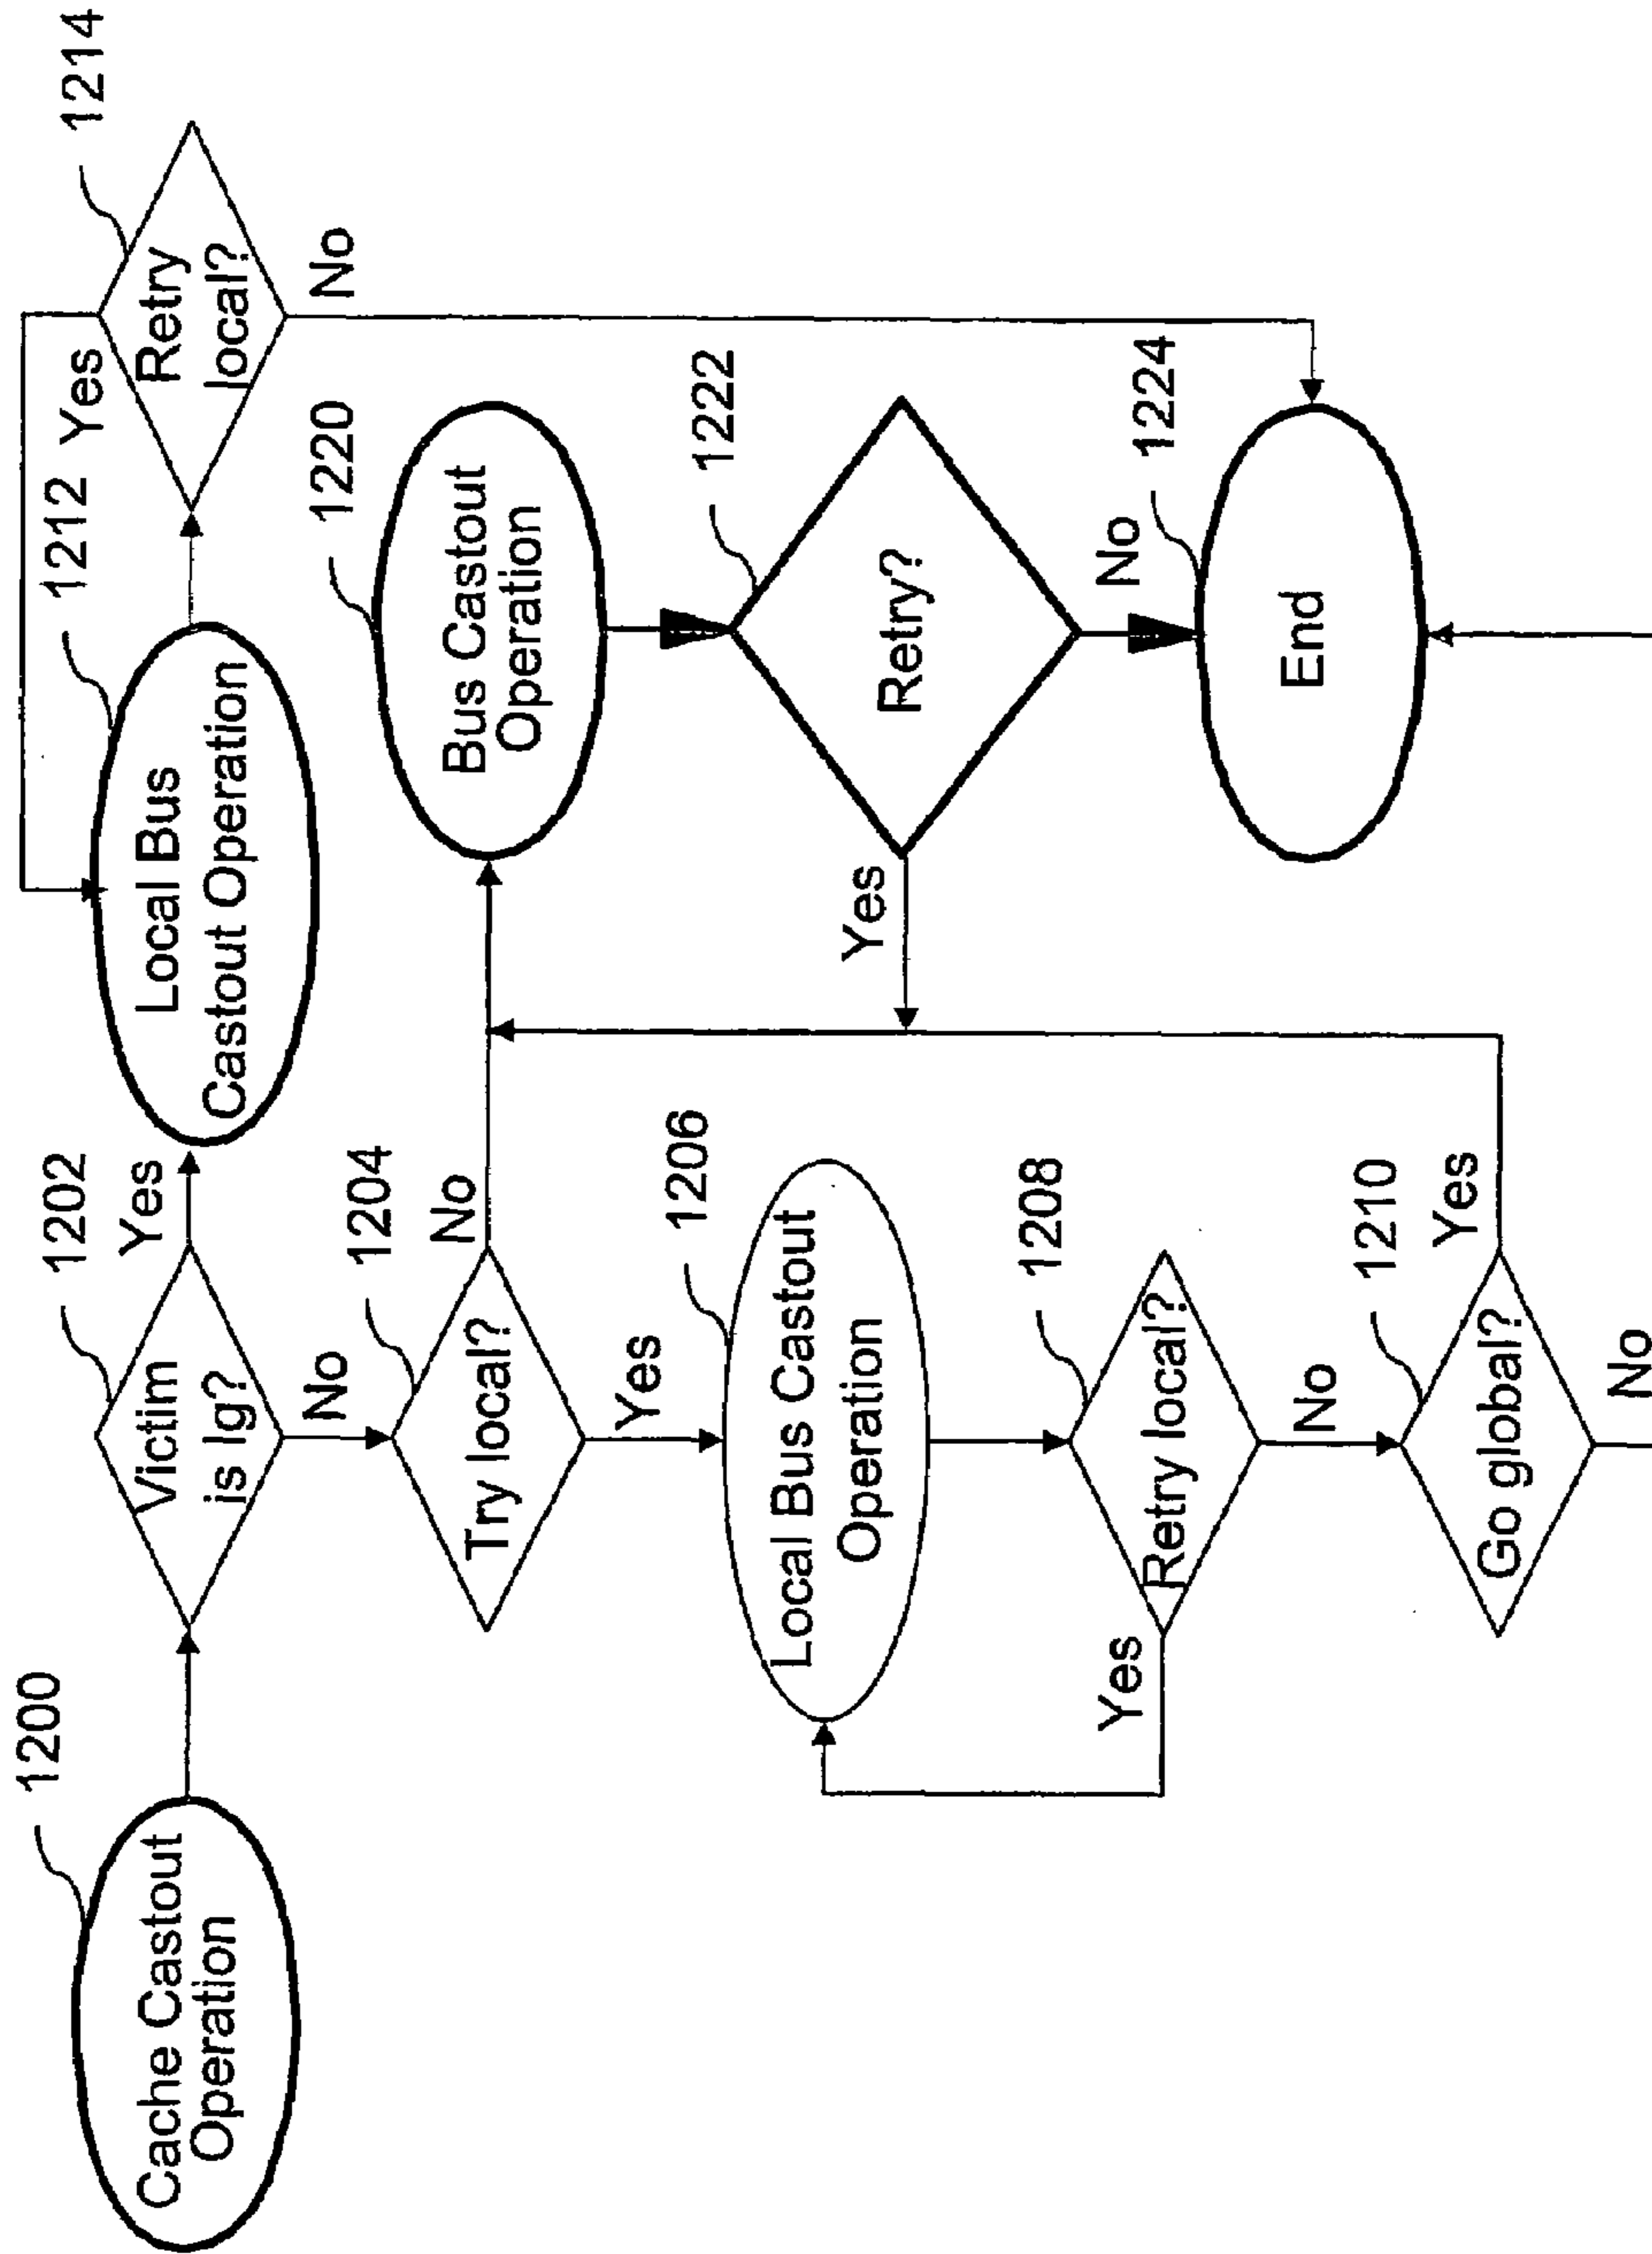 1200
Cache Castout
Operation
1202
Victim
is Ig?
Yes
No
1212
Local Bus
Castout Operation
Yes
1214
Retry
local?
No
1204
Try local?
No
Yes
1220
Bus Castout
Operation
1206
Local Bus Castout
Operation
1222
Retry?
Yes
No
1208
Retry local?
Yes
No
1224
End
1210
Go global?
Yes
No